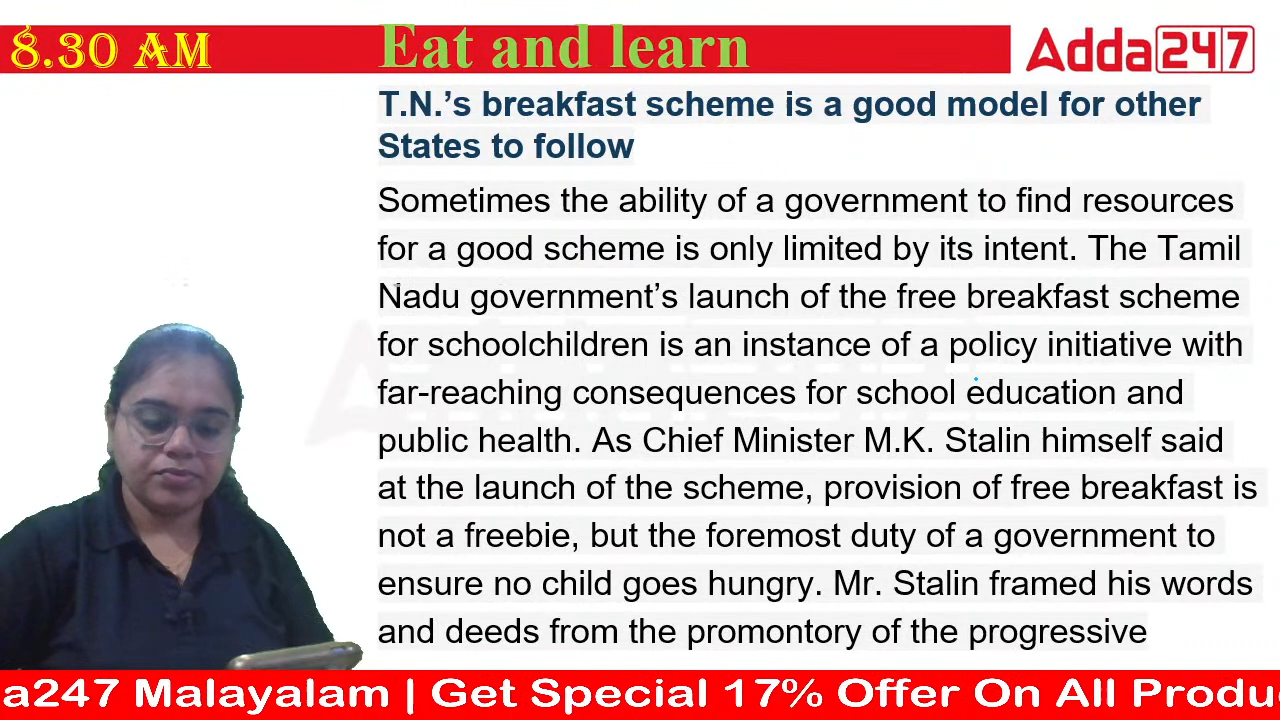 8.30 AM
Eat and learn
Adda247
T.N.’s breakfast scheme is a good model for other
States to follow
Sometimes the ability of a government to find resources
for a good scheme is only limited by its intent. The Tamil
Nadu government’s launch of the free breakfast scheme
for schoolchildren is an instance of a policy initiative with
far-reaching consequences for school education and
public health. As Chief Minister M.K. Stalin himself said
at the launch of the scheme, provision of free breakfast is
not a freebie, but the foremost duty of a government to
ensure no child goes hungry. Mr. Stalin framed his words
and deeds from the promontory of the progressive
a247 Malayalam | Get Special 17% Offer On All Produ